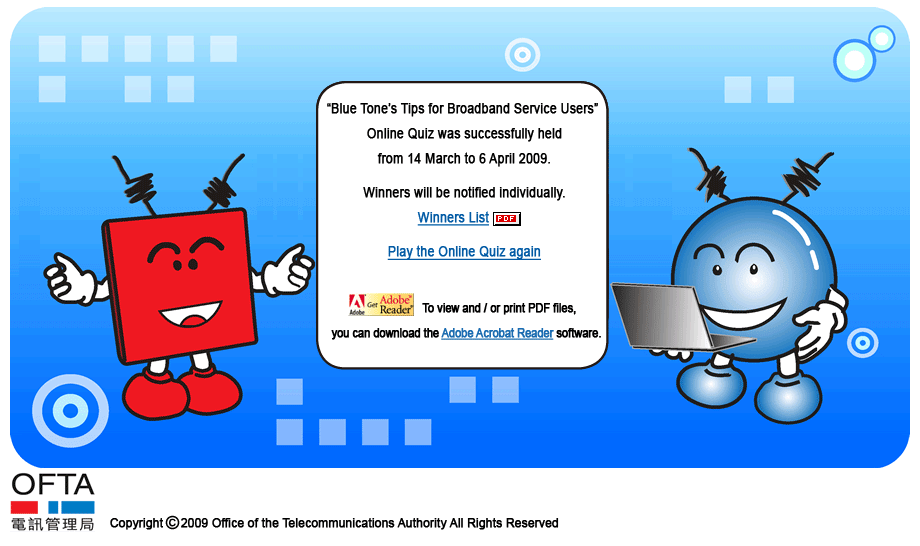 “Blue Tone’s Tips for Broadband Service Users”
Online Quiz was successfully held
from 14 March to 6 April 2009.
Winners will be notified individually.
Winners List PDF
Play the Online Quiz again
Adobe Get Adobe® Reader® To view and / or print PDF files,
you can download the Adobe Acrobat Reader software.
OFTA
電訊管理局
Copyright ©2009 Office of the Telecommunications Authority All Rights Reserved